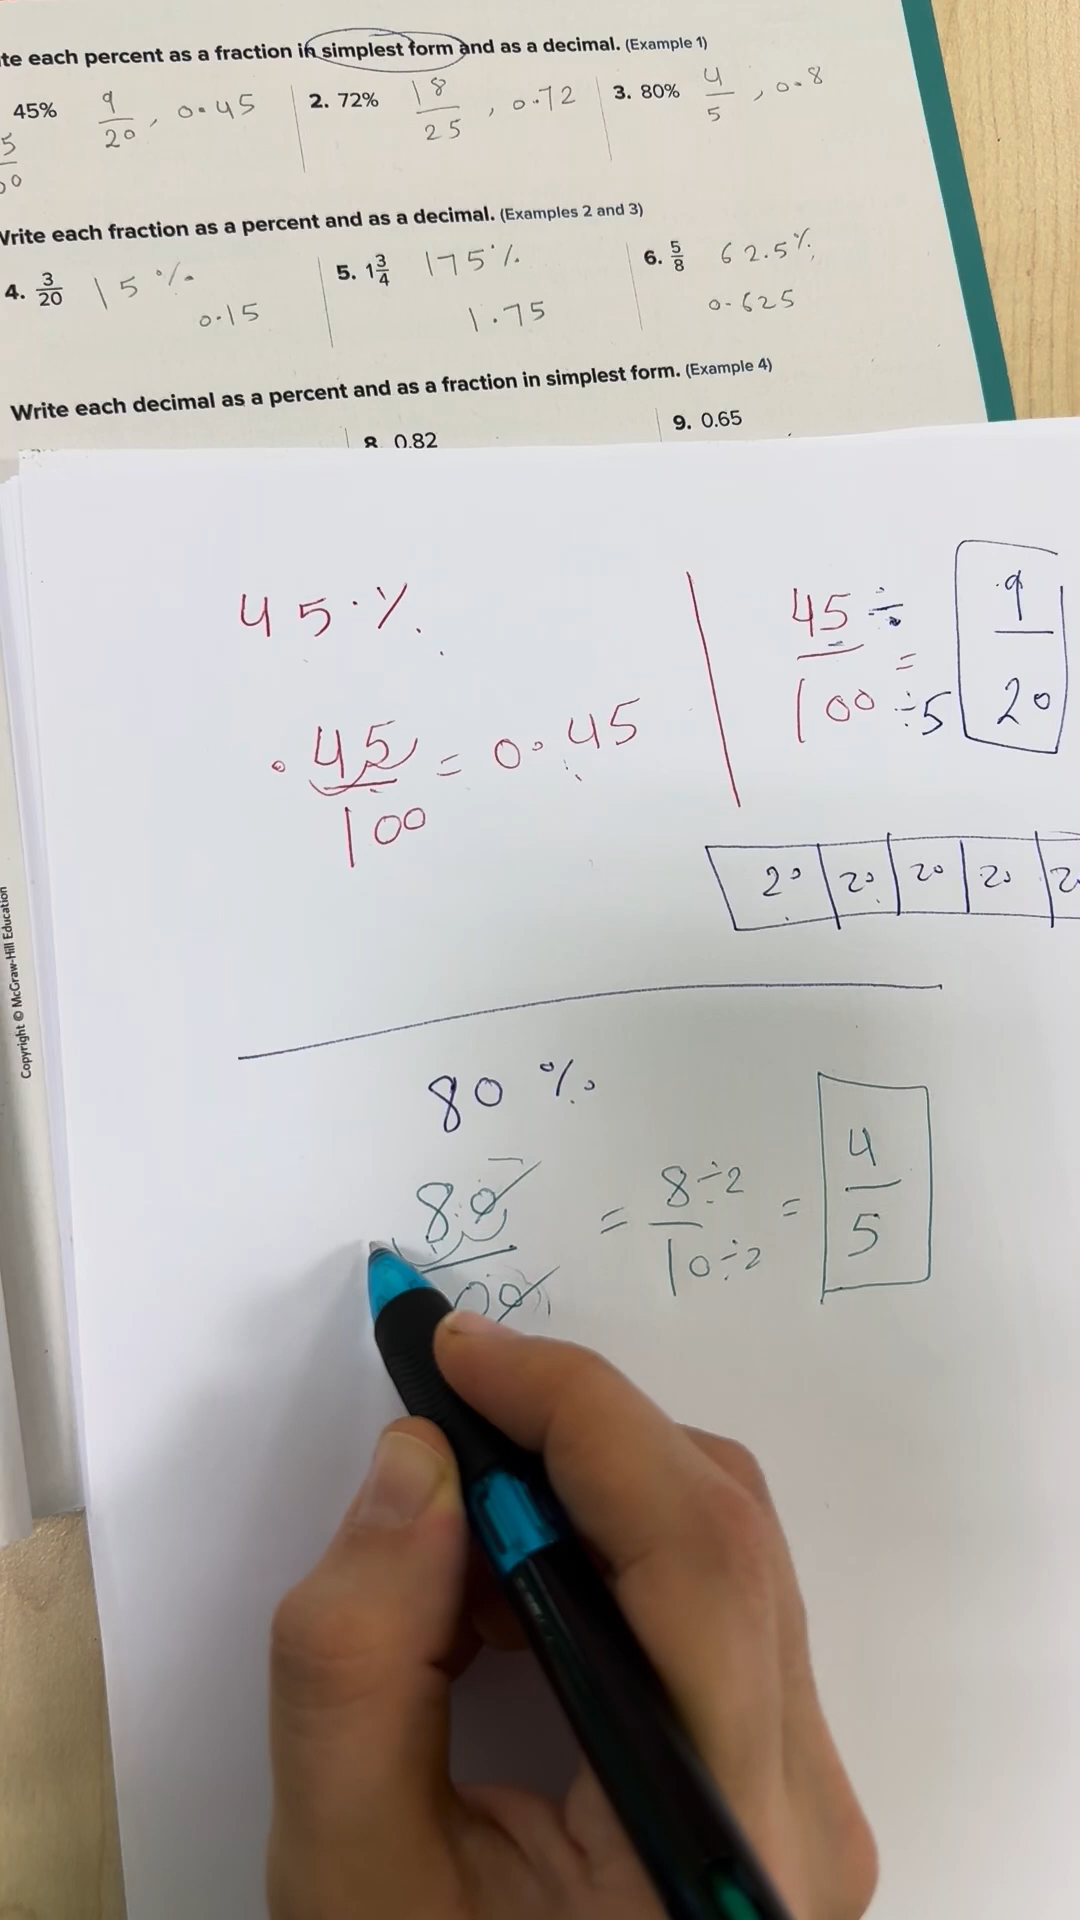 te each percent as a fraction in simplest form and as a decimal. (Example 1)
45% 9/20, 0.45 2. 72% 18/25, 0.72 3. 80% 4/5, 0.8
Write each fraction as a percent and as a decimal. (Examples 2 and 3)
4. 3/20 15% 5. 1 3/4 175% 6. 5/8 62.5%
0.15 1.75 0.625
Write each decimal as a percent and as a fraction in simplest form. (Example 4)
8. 0.82 9. 0.65
45%
45/100 = 0.45
45 ÷
100 ÷5
= 9/20
20 20 20 20 2
Copyright © McGraw-Hill Education
80%
80
00
= 8÷2/10÷2 = 4/5